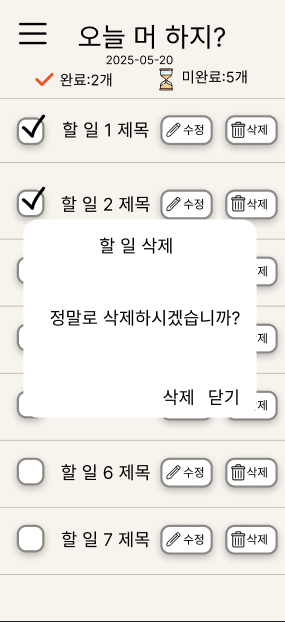 오늘 머 하지?
2025-05-20
완료:2개 미완료:5개
할 일 1 제목 수정 삭제
할 일 2 제목 수정 삭제
할 일 삭제
제
정말로 삭제하시겠습니까?
제
삭제 닫기
제
할 일 6 제목 수정 삭제
할 일 7 제목 수정 삭제